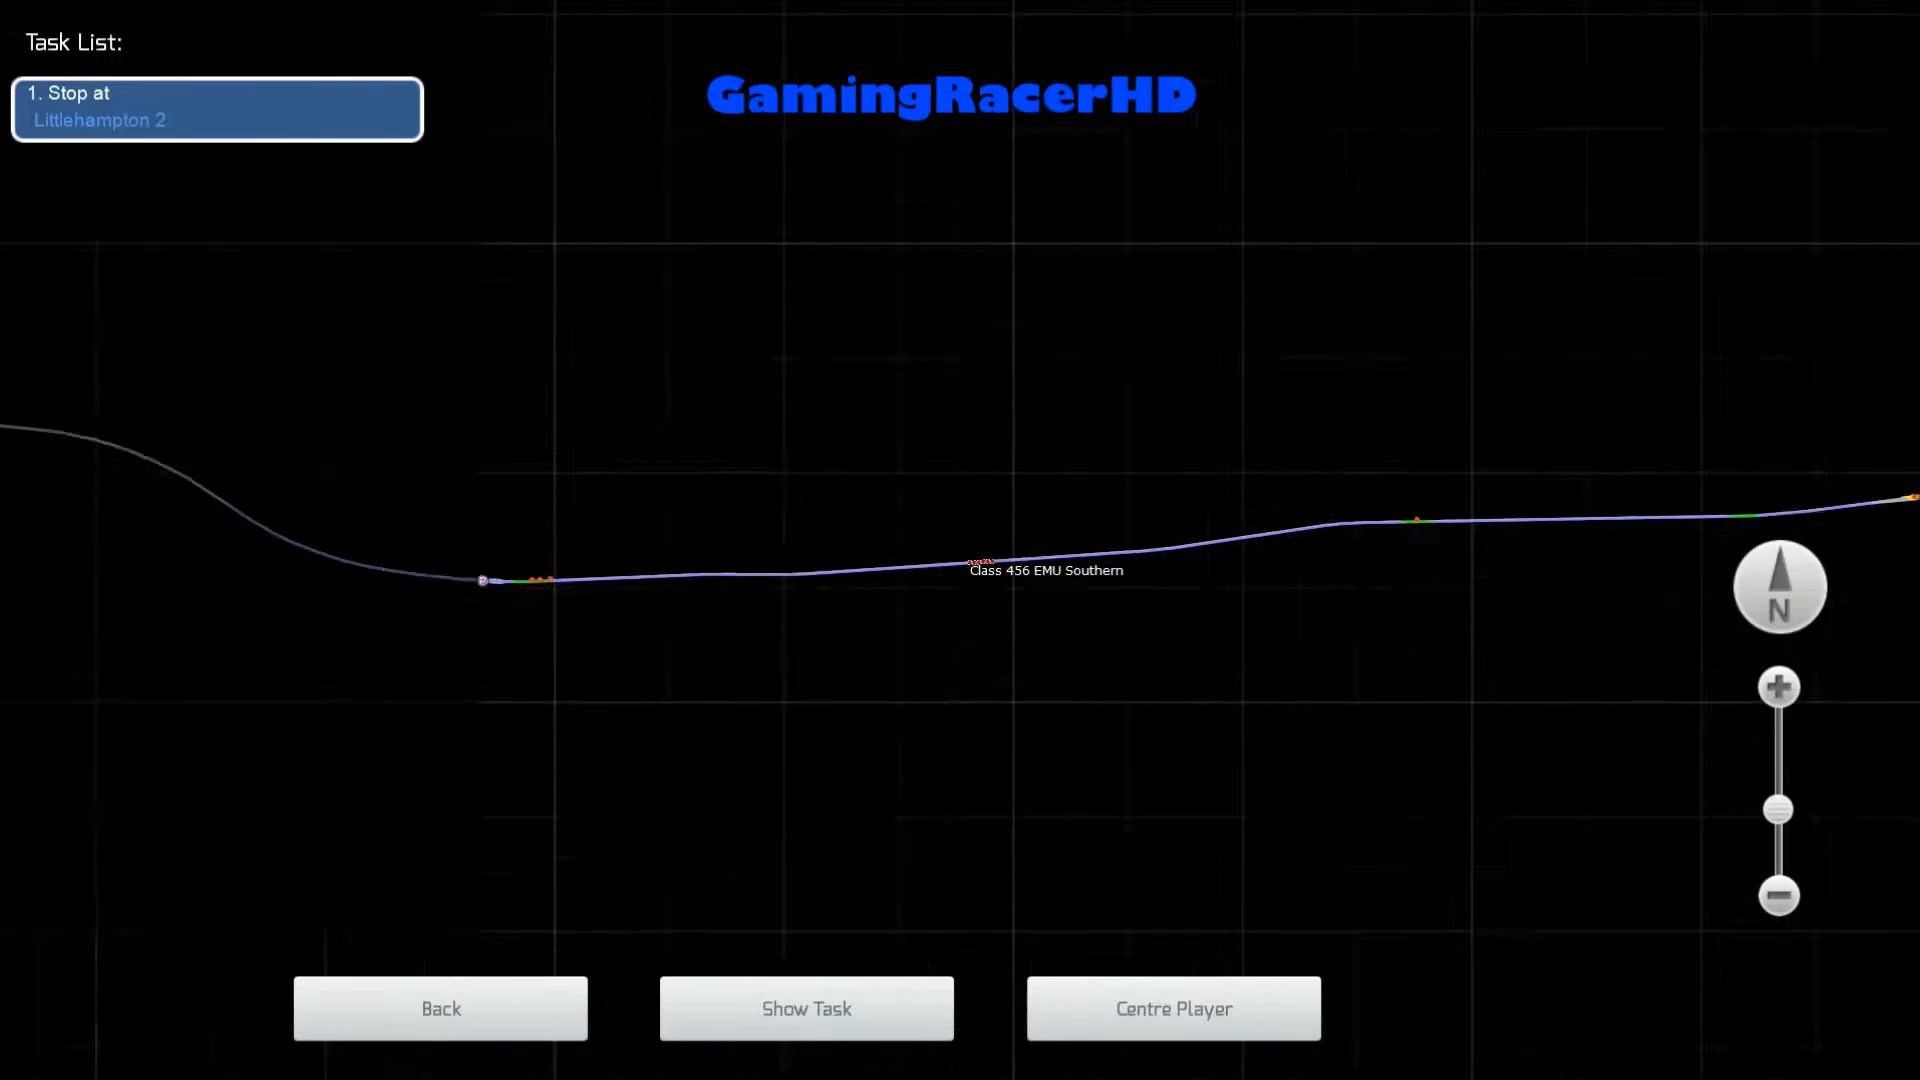 Task List:
GamingRacerHD
1. Stop at
Littlehampton 2
Class 456 EMU Southern
N
Back
Show Task
Centre Player